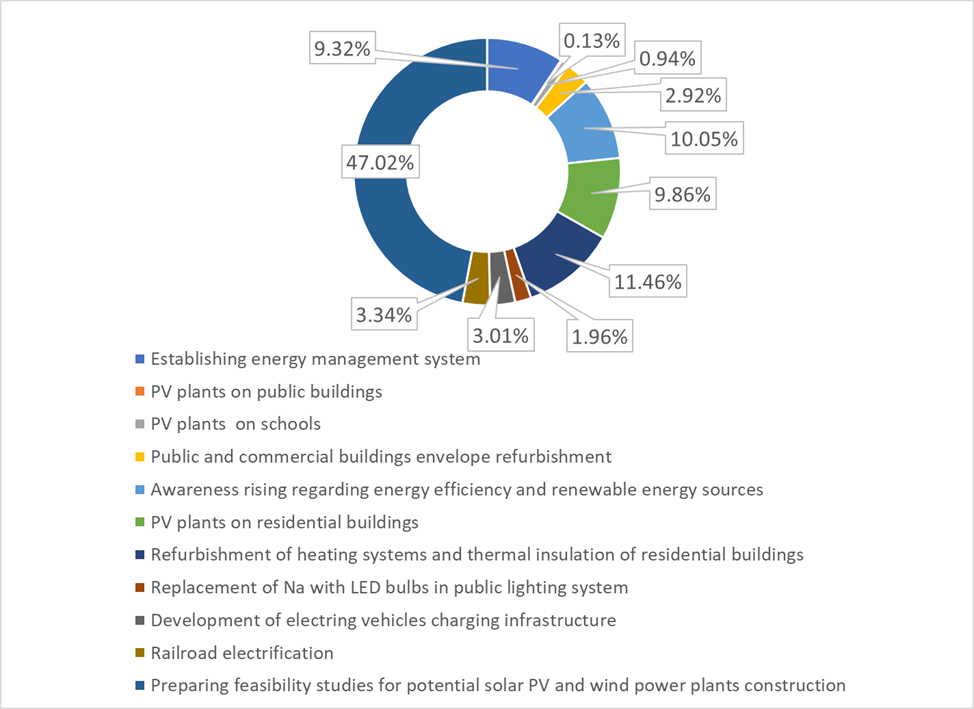 9.32%
0.13%
0.94%
2.92%
10.05%
47.02%
9.86%
11.46%
3.34%
3.01%
1.96%
Establishing energy management system
PV plants on public buildings
PV plants  on schools
Public and commercial buildings envelope refurbishment
Awareness rising regarding energy efficiency and renewable energy sources
PV plants on residential buildings
Refurbishment of heating systems and thermal insulation of residential buildings
Replacement of Na with LED bulbs in public lighting system
Development of electring vehicles charging infrastructure
Railroad electrification
Preparing feasibility studies for potential solar PV and wind power plants construction